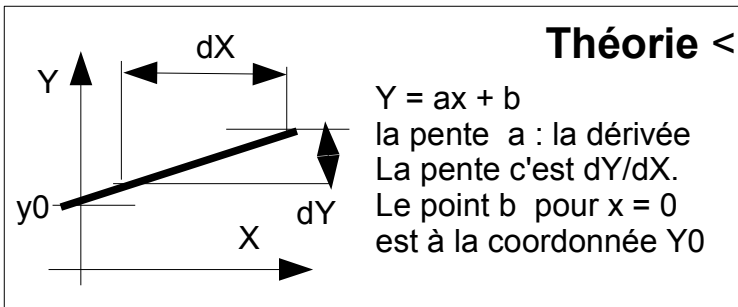 Théorie <
dX
Y
Y = ax + b
la pente a : la dérivée
La pente c'est dY/dX.
Le point b pour x = 0
est à la coordonnée Y0
y0
dY
X